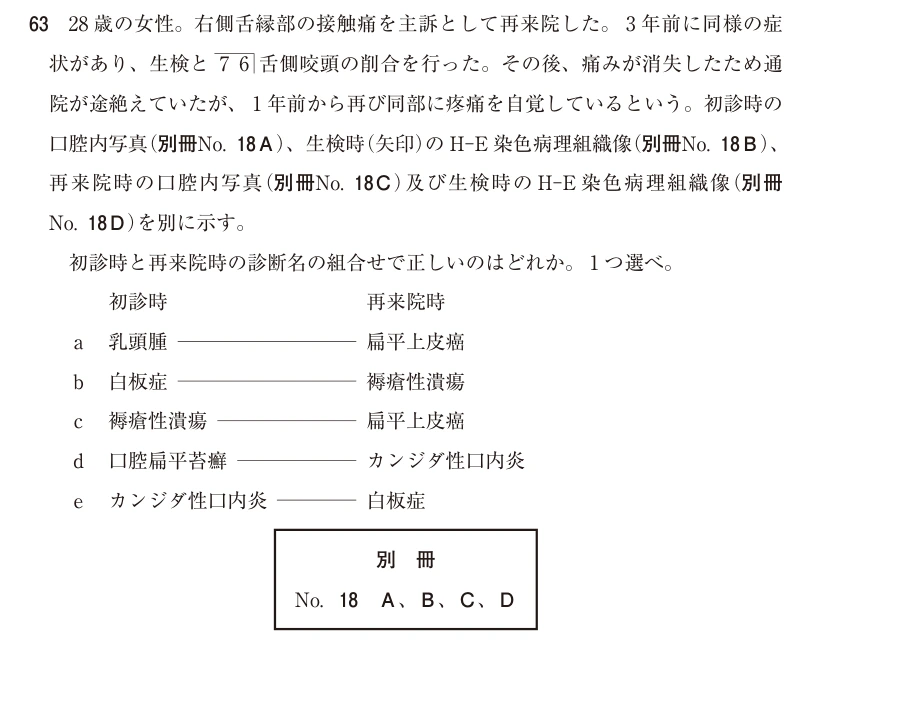 63 28歳の女性。右側舌縁部の接触痛を主訴として再来院した。3年前に同様の症
状があり、生検と 7 6| 舌側咬頭の削合を行った。その後、痛みが消失したため通
院が途絶えていたが、1年前から再び同部に疼痛を自覚しているという。初診時の
口腔内写真(別冊No. 18A)、生検時(矢印)のH-E染色病理組織像(別冊No. 18B)、
再来院時の口腔内写真(別冊No. 18C)及び生検時のH-E染色病理組織像(別冊
No. 18D)を別に示す。
初診時と再来院時の診断名の組合せで正しいのはどれか。1つ選べ。
初診時 再来院時
a 乳頭腫 ――― 扁平上皮癌
b 白板症 ――― 褥瘡性潰瘍
c 褥瘡性潰瘍 ――― 扁平上皮癌
d 口腔扁平苔癬 ――― カンジダ性口内炎
e カンジダ性口内炎 ――― 白板症
別 冊
No. 18 A、B、C、D